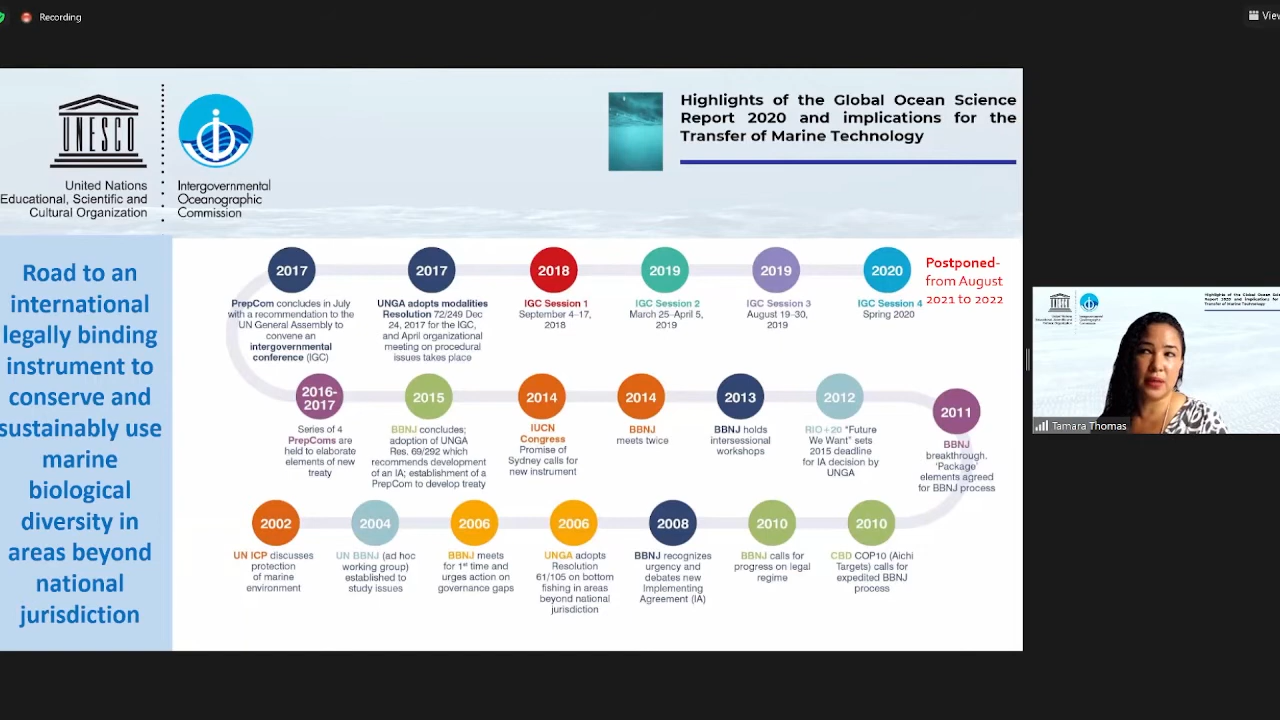 Recording
View
UNESCO
United Nations
Educational, Scientific and
Cultural Organization
Intergovernmental
Oceanographic
Commission
Highlights of the Global Ocean Science
Report 2020 and implications for the
Transfer of Marine Technology
Road to an
international
legally binding
instrument to
conserve and
sustainably use
marine
biological
diversity in
areas beyond
national
jurisdiction
2017
PrepCom concludes in July
with a recommendation to the
UN General Assembly to
convene an
intergovernmental
conference (IGC)
2017
UNGA adopts modalities
Resolution 72/249 Dec
24, 2017 for the IGC,
and April organizational
meeting on procedural
issues takes place
2018
IGC Session 1
September 4–17,
2018
2019
IGC Session 2
March 25–April 5,
2019
2019
IGC Session 3
August 19–30,
2019
2020
IGC Session 4
Spring 2020
Postponed-
from August
2021 to 2022
2016-
2017
Series of 4
PrepComs are
held to elaborate
elements of new
treaty
2015
BBNJ concludes;
adoption of UNGA
Res. 69/292 which
recommends development
of an IA; establishment of a
PrepCom to develop treaty
2014
IUCN
Congress
Promise of
Sydney calls for
new instrument
2014
BBNJ
meets twice
2013
BBNJ holds
intersessional
workshops
2012
RIO+20 “Future
We Want” sets
2015 deadline
for IA decision by
UNGA
2011
BBNJ
breakthrough.
'Package'
elements agreed
for BBNJ process
2002
UN ICP discusses
protection
of marine
environment
2004
UN BBNJ (ad hoc
working group)
established to
study issues
2006
BBNJ meets
for 1st time and
urges action on
governance gaps
2006
UNGA adopts
Resolution
61/105 on bottom
fishing in areas
beyond national
jurisdiction
2008
BBNJ recognizes
urgency and
debates new
Implementing
Agreement (IA)
2010
BBNJ calls for
progress on legal
regime
2010
CBD COP10 (Aichi
Targets) calls for
expedited BBNJ
process
Tamara Thomas